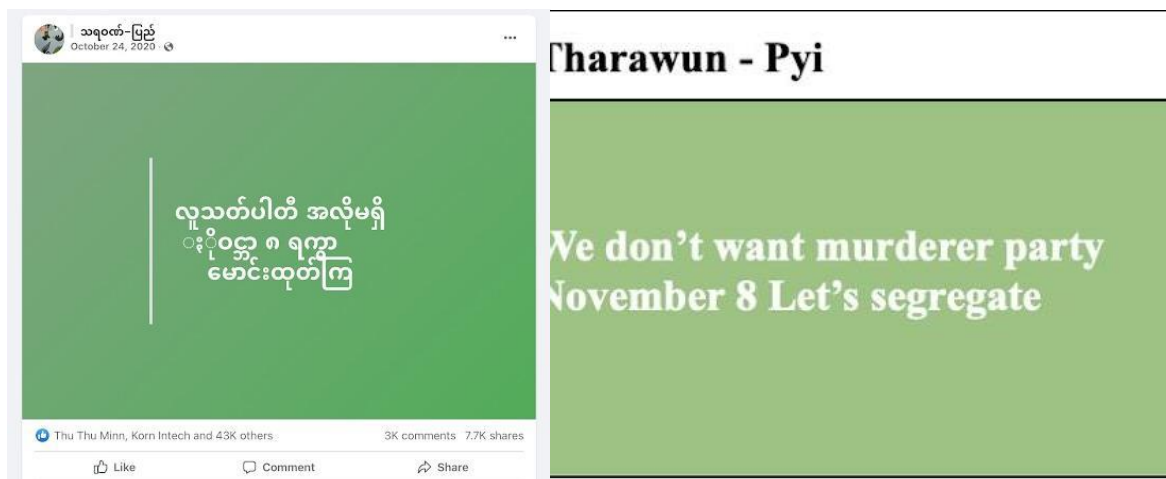 သရဝဏ်-ပြည်
October 24, 2020
လူသတ်ပါတီ အလိုမရှိ
ႏိုဝင္ဘာ ၈ ရက္မွာ
မောင်းထုတ်ကြ
Thu Thu Minn, Korn Intech and 43K others
3K comments 7.7K shares
Like Comment Share
Tharawun - Pyi
We don't want murderer party
November 8 Let's segregate